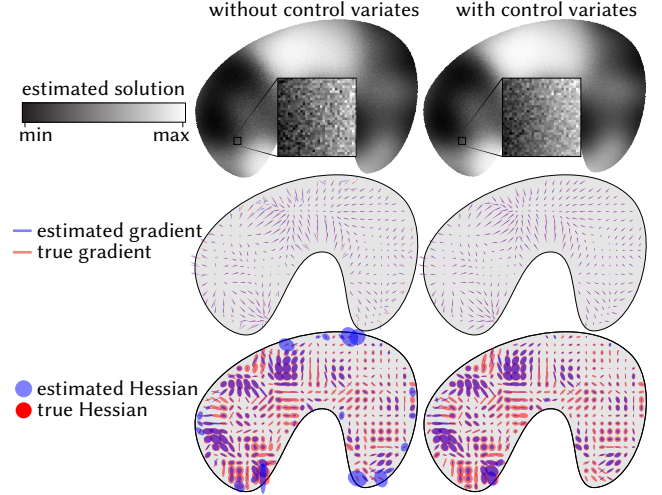 without control variates
with control variates
estimated solution
min
max
estimated gradient
true gradient
estimated Hessian
true Hessian